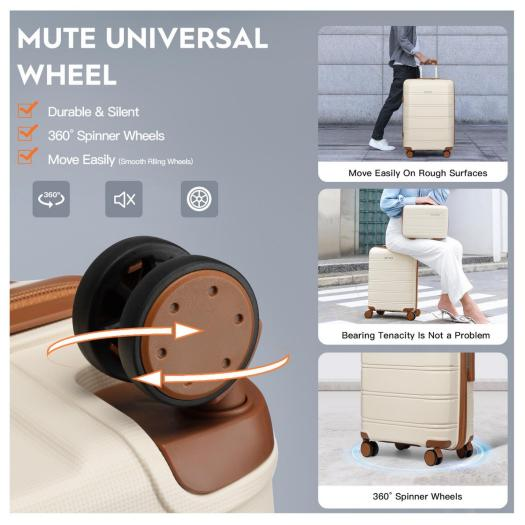 MUTE UNIVERSAL
WHEEL
Durable & Silent
360° Spinner Wheels
Move Easily (Smooth Rlling Wheels)
360°
Move Easily On Rough Surfaces
Bearing Tenacity Is Not a Problem
360° Spinner Wheels